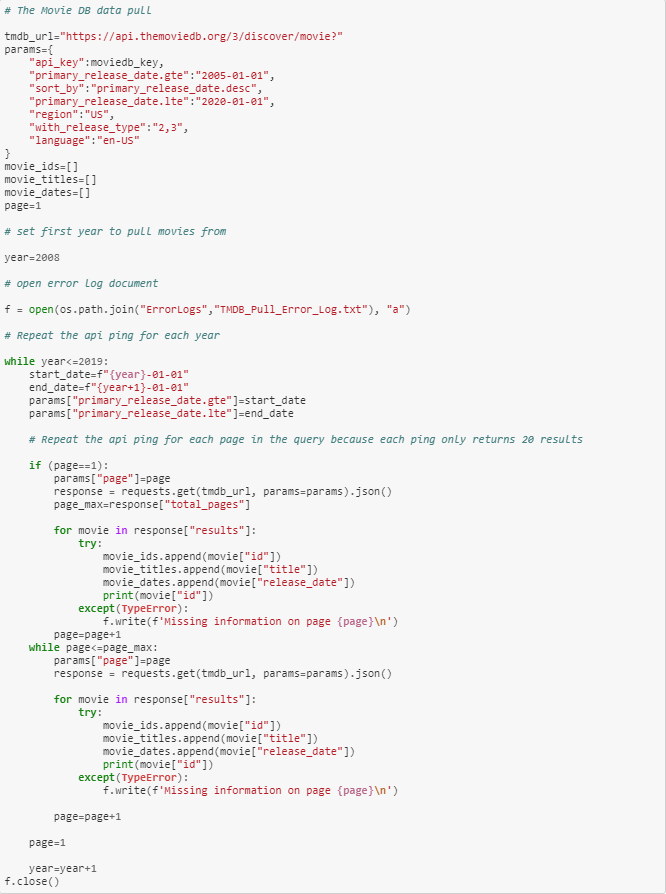 # The Movie DB data pull
tmdb_url="https://api.themoviedb.org/3/discover/movie?"
params={
    "api_key":moviedb_key,
    "primary_release_date.gte":"2005-01-01",
    "sort_by":"primary_release_date.desc",
    "primary_release_date.lte":"2020-01-01",
    "region":"US",
    "with_release_type":"2,3",
    "language":"en-US"
}
movie_ids=[]
movie_titles=[]
movie_dates=[]
page=1
# set first year to pull movies from
year=2008
# open error log document
f = open(os.path.join("ErrorLogs","TMDB_Pull_Error_Log.txt"), "a")
# Repeat the api ping for each year
while year<=2019:
    start_date=f"{year}-01-01"
    end_date=f"{year+1}-01-01"
    params["primary_release_date.gte"]=start_date
    params["primary_release_date.lte"]=end_date
    # Repeat the api ping for each page in the query because each ping only returns 20 results
    if (page==1):
        params["page"]=page
        response = requests.get(tmdb_url, params=params).json()
        page_max=response["total_pages"]
        for movie in response["results"]:
            try:
                movie_ids.append(movie["id"])
                movie_titles.append(movie["title"])
                movie_dates.append(movie["release_date"])
                print(movie["id"])
            except(TypeError):
                f.write(f'Missing information on page {page}\n')
        page=page+1
    while page<=page_max:
        params["page"]=page
        response = requests.get(tmdb_url, params=params).json()
        for movie in response["results"]:
            try:
                movie_ids.append(movie["id"])
                movie_titles.append(movie["title"])
                movie_dates.append(movie["release_date"])
                print(movie["id"])
            except(TypeError):
                f.write(f'Missing information on page {page}\n')
        page=page+1
    page=1
    year=year+1
f.close()